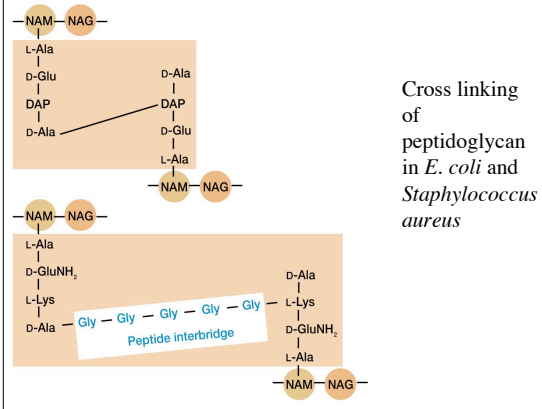 NAM NAG
L-Ala
D-Glu
DAP
D-Ala
D-Ala
DAP
D-Glu
L-Ala
NAM NAG
Cross linking
of
peptidoglycan
in E. coli and
Staphylococcus
aureus
NAM NAG
L-Ala
D-GluNH₂
L-Lys
D-Ala
Gly Gly Gly Gly Gly
Peptide interbridge
D-Ala
L-Lys
D-GluNH₂
L-Ala
NAM NAG